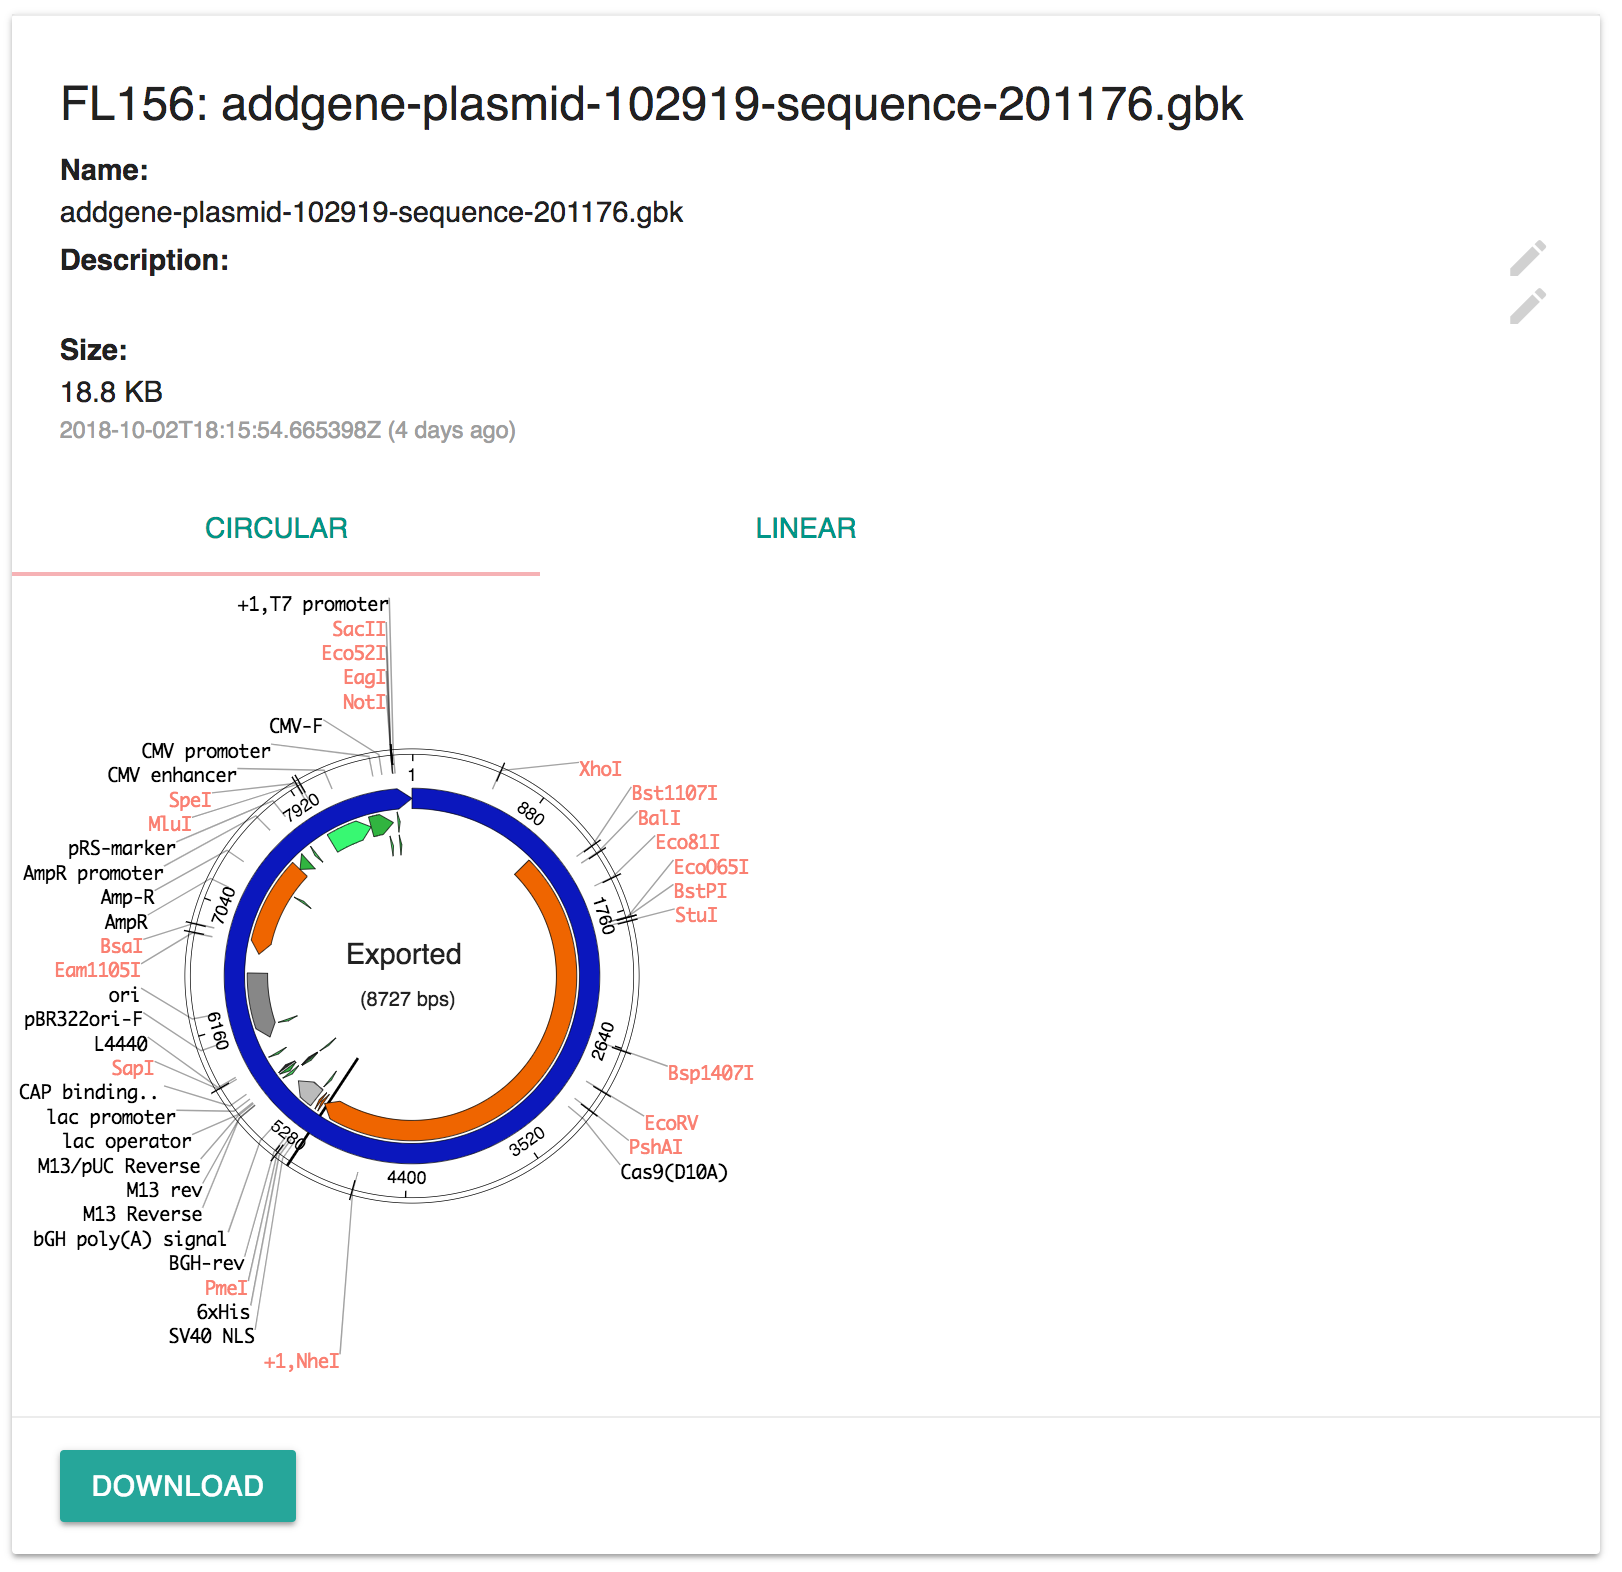 FL156: addgene-plasmid-102919-sequence-201176.gbk
Name:
addgene-plasmid-102919-sequence-201176.gbk
Description:
Size:
18.8 KB
2018-10-02T18:15:54.665398Z (4 days ago)
CIRCULAR
LINEAR
+1,T7 promoter
SacII
Eco52I
EagI
NotI
CMV-F
CMV promoter
CMV enhancer
SpeI
MluI
pRS-marker
AmpR promoter
Amp-R
AmpR
BsaI
Eam1105I
ori
pBR322ori-F
L4440
SapI
CAP binding..
lac promoter
lac operator
M13/pUC Reverse
M13 rev
M13 Reverse
bGH poly(A) signal
BGH-rev
PmeI
6xHis
SV40 NLS
+1,NheI
XhoI
Bst1107I
BalI
Eco81I
EcoO65I
BstPI
StuI
Bsp1407I
EcoRV
PshAI
Cas9(D10A)
1
880
1760
2640
3520
4400
5280
6160
7040
7920
Exported
(8727 bps)
DOWNLOAD